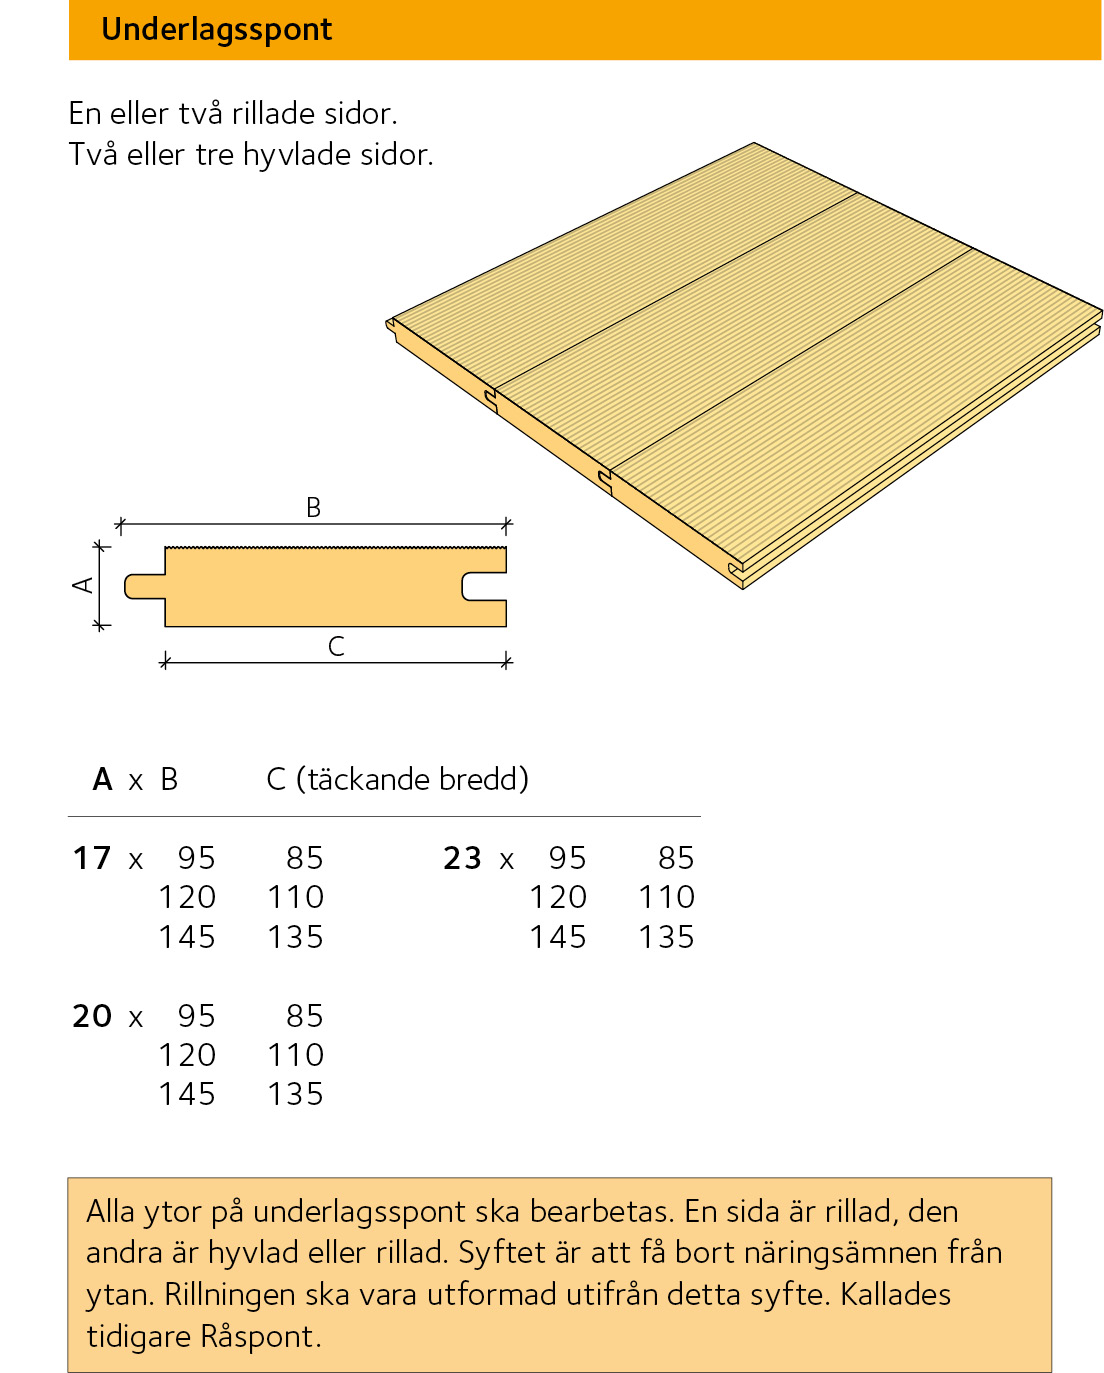 Underlagsspont
En eller två rillade sidor.
Två eller tre hyvlade sidor.
B
A
C
A x B C (täckande bredd)
17 x 95 85 23 x 95 85
120 110 120 110
145 135 145 135
20 x 95 85
120 110
145 135
Alla ytor på underlagsspont ska bearbetas. En sida är rillad, den
andra är hyvlad eller rillad. Syftet är att få bort näringsämnen från
ytan. Rillningen ska vara utformad utifrån detta syfte. Kallades
tidigare Råspont.